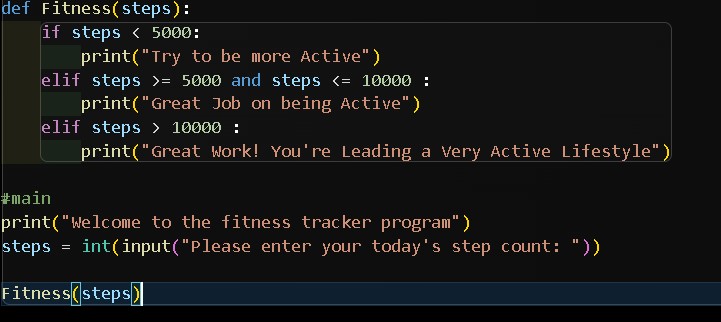 def Fitness(steps):
    if steps < 5000:
        print("Try to be more Active")
    elif steps >= 5000 and steps <= 10000 :
        print("Great Job on being Active")
    elif steps > 10000 :
        print("Great Work! You're Leading a Very Active Lifestyle")
#main
print("Welcome to the fitness tracker program")
steps = int(input("Please enter your today's step count: "))
Fitness(steps)